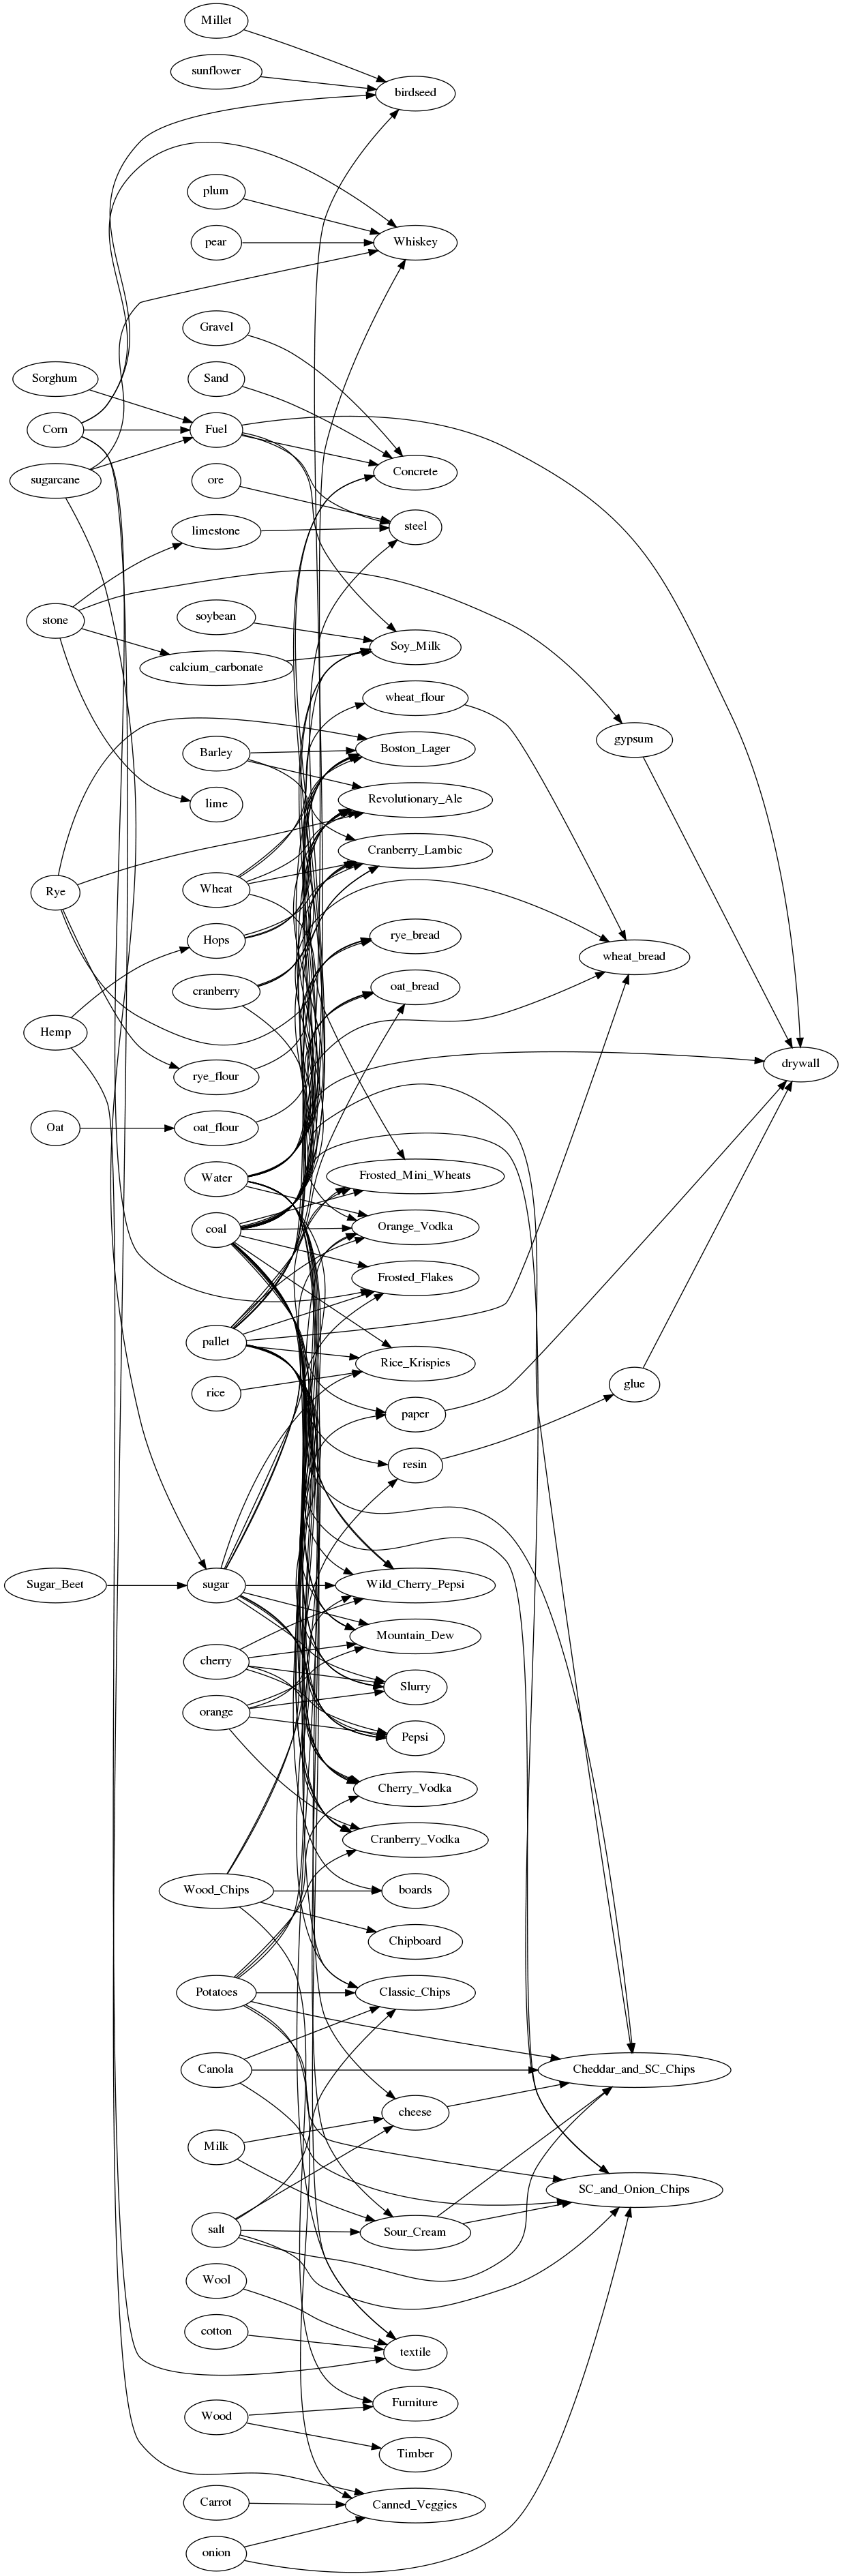 Millet
sunflower
birdseed
plum
pear
Whiskey
Gravel
Sorghum
Sand
Corn
Fuel
sugarcane
ore
Concrete
limestone
steel
stone
soybean
calcium_carbonate
Soy_Milk
wheat_flour
Barley
Boston_Lager
gypsum
lime
Revolutionary_Ale
Rye
Wheat
Cranberry_Lambic
Hops
rye_bread
wheat_bread
cranberry
oat_bread
Hemp
rye_flour
drywall
Oat
oat_flour
Water
Frosted_Mini_Wheats
coal
Orange_Vodka
Frosted_Flakes
pallet
Rice_Krispies
rice
glue
paper
resin
Sugar_Beet
sugar
Wild_Cherry_Pepsi
cherry
Mountain_Dew
orange
Slurry
Pepsi
Cherry_Vodka
Cranberry_Vodka
Wood_Chips
boards
Chipboard
Potatoes
Classic_Chips
Canola
Cheddar_and_SC_Chips
cheese
Milk
SC_and_Onion_Chips
salt
Sour_Cream
Wool
cotton
textile
Wood
Furniture
Timber
Carrot
Canned_Veggies
onion